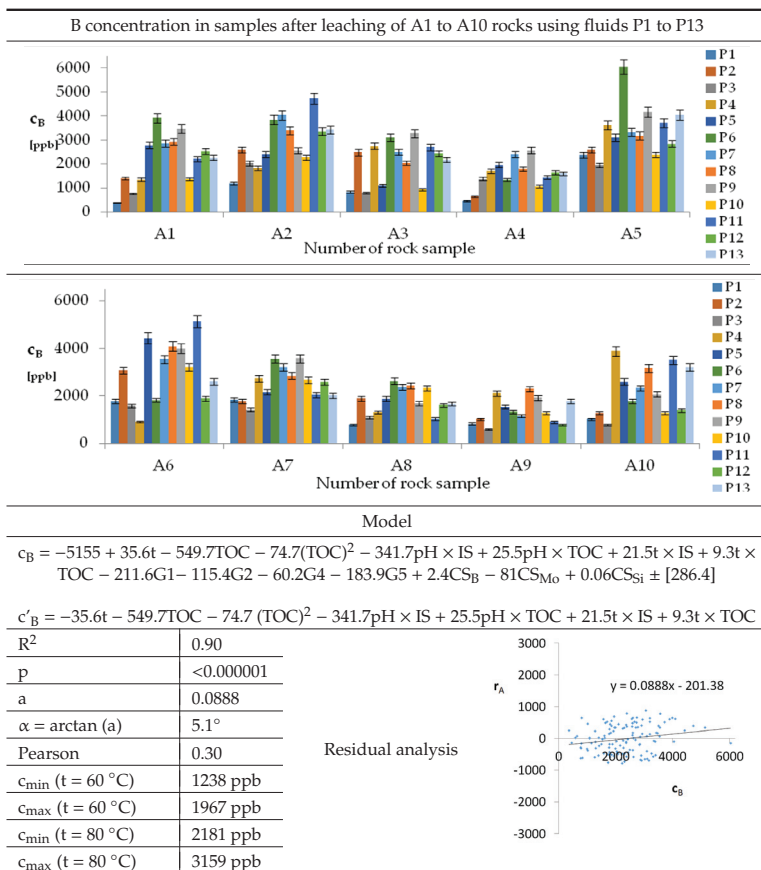 B concentration in samples after leaching of A1 to A10 rocks using fluids P1 to P13
6000
5000
4000
3000
2000
1000
0
c_B
[ppb]
A1 A2 A3 A4 A5
Number of rock sample
P1
P2
P3
P4
P5
P6
P7
P8
P9
P10
P11
P12
P13
6000
4000
2000
0
c_B
[ppb]
A6 A7 A8 A9 A10
Number of rock sample
P1
P2
P3
P4
P5
P6
P7
P8
P9
P10
P11
P12
P13
Model
c_B = −5155 + 35.6t − 549.7TOC − 74.7(TOC)² − 341.7pH × IS + 25.5pH × TOC + 21.5t × IS + 9.3t ×
TOC − 211.6G1− 115.4G2 − 60.2G4 − 183.9G5 + 2.4CS_B − 81CS_Mo + 0.06CS_Si ± [286.4]
c′_B = −35.6t − 549.7TOC − 74.7 (TOC)² − 341.7pH × IS + 25.5pH × TOC + 21.5t × IS + 9.3t × TOC
R² 0.90
p <0.000001
a 0.0888
α = arctan (a) 5.1°
Pearson 0.30
c_min (t = 60 °C) 1238 ppb
c_max (t = 60 °C) 1967 ppb
c_min (t = 80 °C) 2181 ppb
c_max (t = 80 °C) 3159 ppb
Residual analysis
3000
2000
1000
0
-1000
-2000
-3000
r_A
y = 0.0888x - 201.38
0 2000 4000 6000
c_B